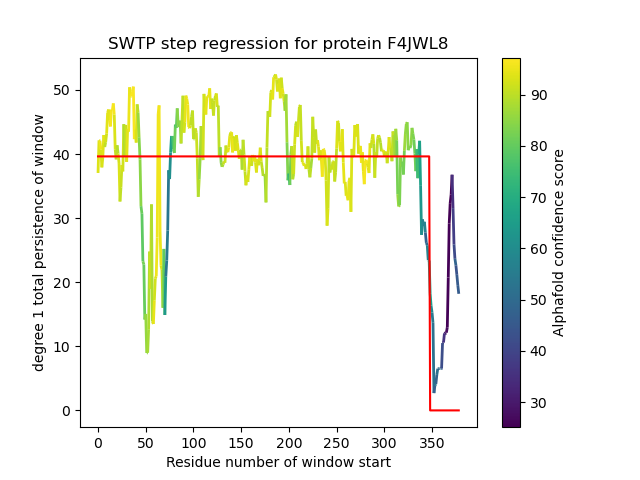 SWTP step regression for protein F4JWL8
degree 1 total persistence of window
50
40
30
20
10
0
0 50 100 150 200 250 300 350
Residue number of window start
90
80
70
60
50
40
30
Alphafold confidence score